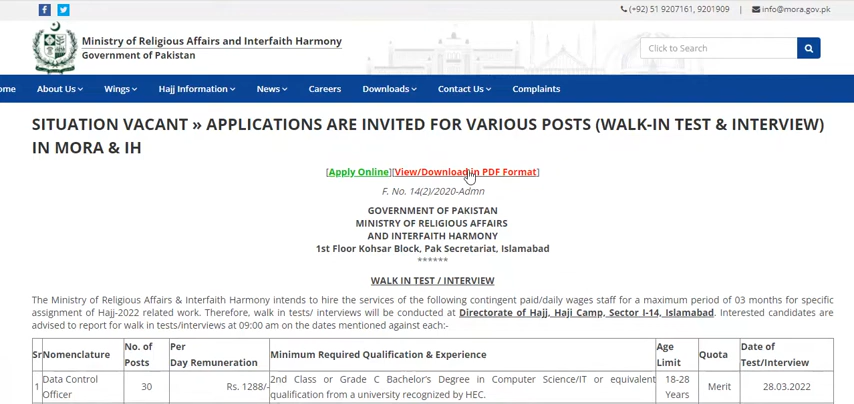 (+92) 51 9207161, 9201909 | info@mora.gov.pk
Ministry of Religious Affairs and Interfaith Harmony
Government of Pakistan
Click to Search
ome About Us Wings Hajj Information News Careers Downloads Contact Us Complaints
SITUATION VACANT » APPLICATIONS ARE INVITED FOR VARIOUS POSTS (WALK-IN TEST & INTERVIEW)
IN MORA & IH
[Apply Online][View/Download in PDF Format]
F. No. 14(2)/2020-Admn
GOVERNMENT OF PAKISTAN
MINISTRY OF RELIGIOUS AFFAIRS
AND INTERFAITH HARMONY
1st Floor Kohsar Block, Pak Secretariat, Islamabad
******
WALK IN TEST / INTERVIEW
The Ministry of Religious Affairs & Interfaith Harmony intends to hire the services of the following contingent paid/daily wages staff for a maximum period of 03 months for specific
assignment of Hajj-2022 related work. Therefore, walk in tests/ interviews will be conducted at Directorate of Hajj, Haji Camp, Sector I-14, Islamabad. Interested candidates are
advised to report for walk in tests/interviews at 09:00 am on the dates mentioned against each:-
Sr Nomenclature No. of Posts Per Day Remuneration Minimum Required Qualification & Experience Age Limit Quota Date of Test/Interview
1 Data Control Officer 30 Rs. 1288/- 2nd Class or Grade C Bachelor's Degree in Computer Science/IT or equivalent qualification from a university recognized by HEC. 18-28 Years Merit 28.03.2022